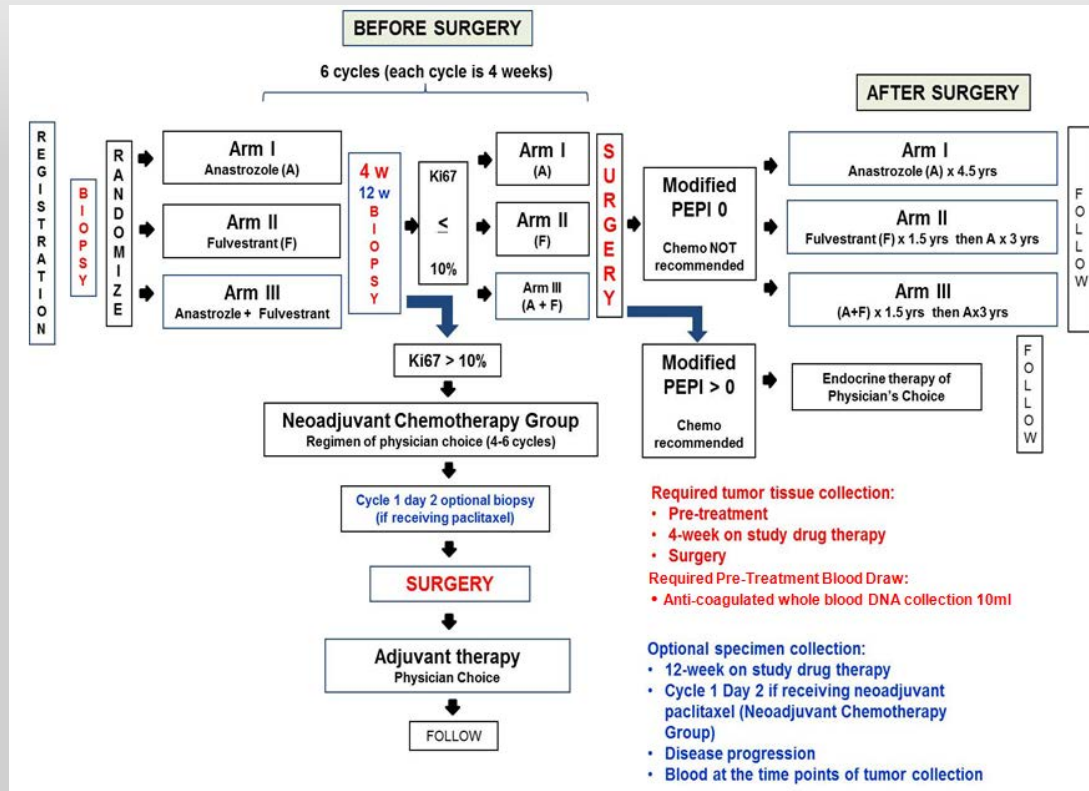 BEFORE SURGERY
6 cycles (each cycle is 4 weeks)
AFTER SURGERY
REGISTRATION
BIOPSY
RANDOMIZE
Arm I
Anastrozole (A)
Arm II
Fulvestrant (F)
Arm III
Anastrozle + Fulvestrant
4 w
12 w
BIOPSY
Ki67
≤
10%
Arm I
(A)
Arm II
(F)
Arm III
(A + F)
SURGERY
Modified
PEPI 0
Chemo NOT
recommended
Arm I
Anastrozole (A) x 4.5 yrs
Arm II
Fulvestrant (F) x 1.5 yrs then A x 3 yrs
Arm III
(A+F) x 1.5 yrs then Ax3 yrs
FOLLOW
Ki67 > 10%
Neoadjuvant Chemotherapy Group
Regimen of physician choice (4-6 cycles)
Cycle 1 day 2 optional biopsy
(if receiving paclitaxel)
SURGERY
Adjuvant therapy
Physician Choice
FOLLOW
Modified
PEPI > 0
Chemo
recommended
Endocrine therapy of
Physician's Choice
FOLLOW
Required tumor tissue collection:
• Pre-treatment
• 4-week on study drug therapy
• Surgery
Required Pre-Treatment Blood Draw:
• Anti-coagulated whole blood DNA collection 10ml
Optional specimen collection:
• 12-week on study drug therapy
• Cycle 1 Day 2 if receiving neoadjuvant
paclitaxel (Neoadjuvant Chemotherapy
Group)
• Disease progression
• Blood at the time points of tumor collection